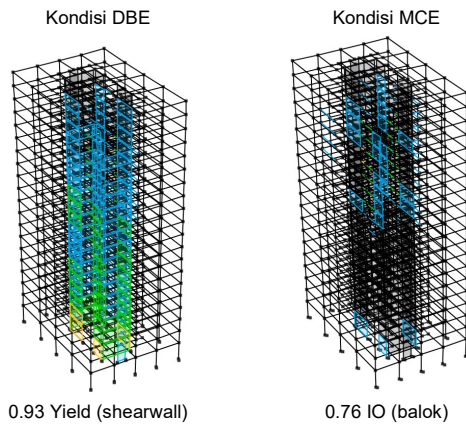 Kondisi DBE
Kondisi MCE
0.93 Yield (shearwall)
0.76 IO (balok)